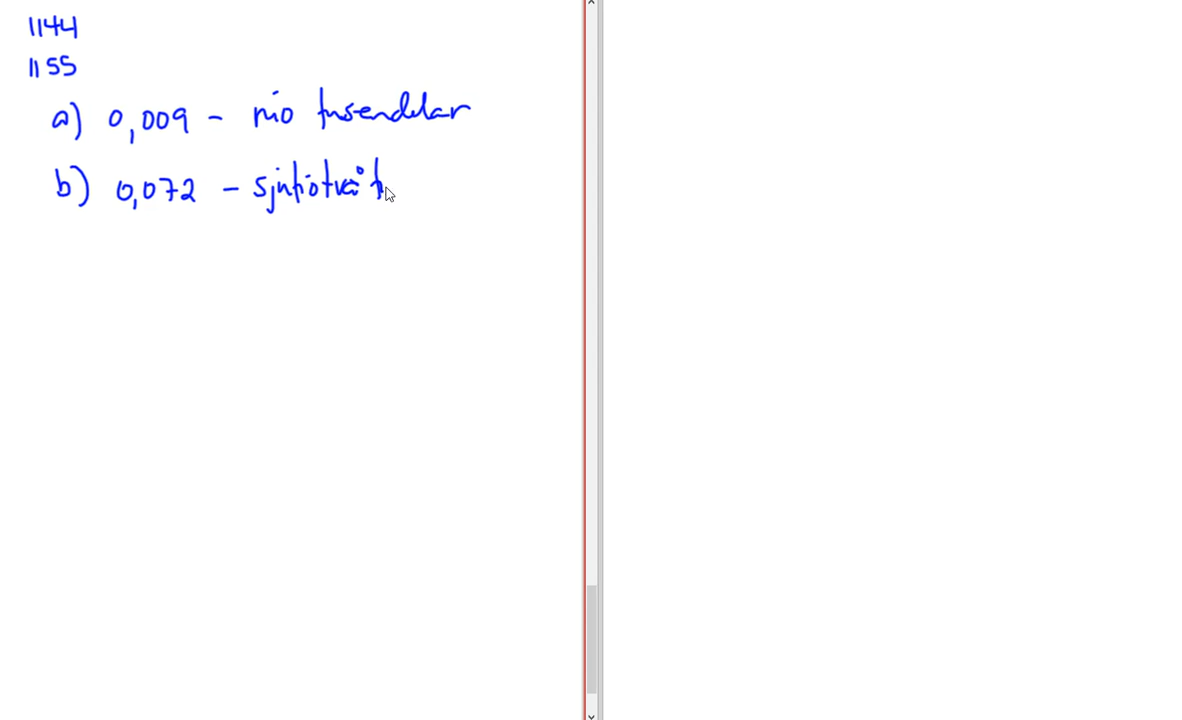 1144
1155
a) 0,009 - nio tusendelar
b) 0,072 - sjuttiotvå t